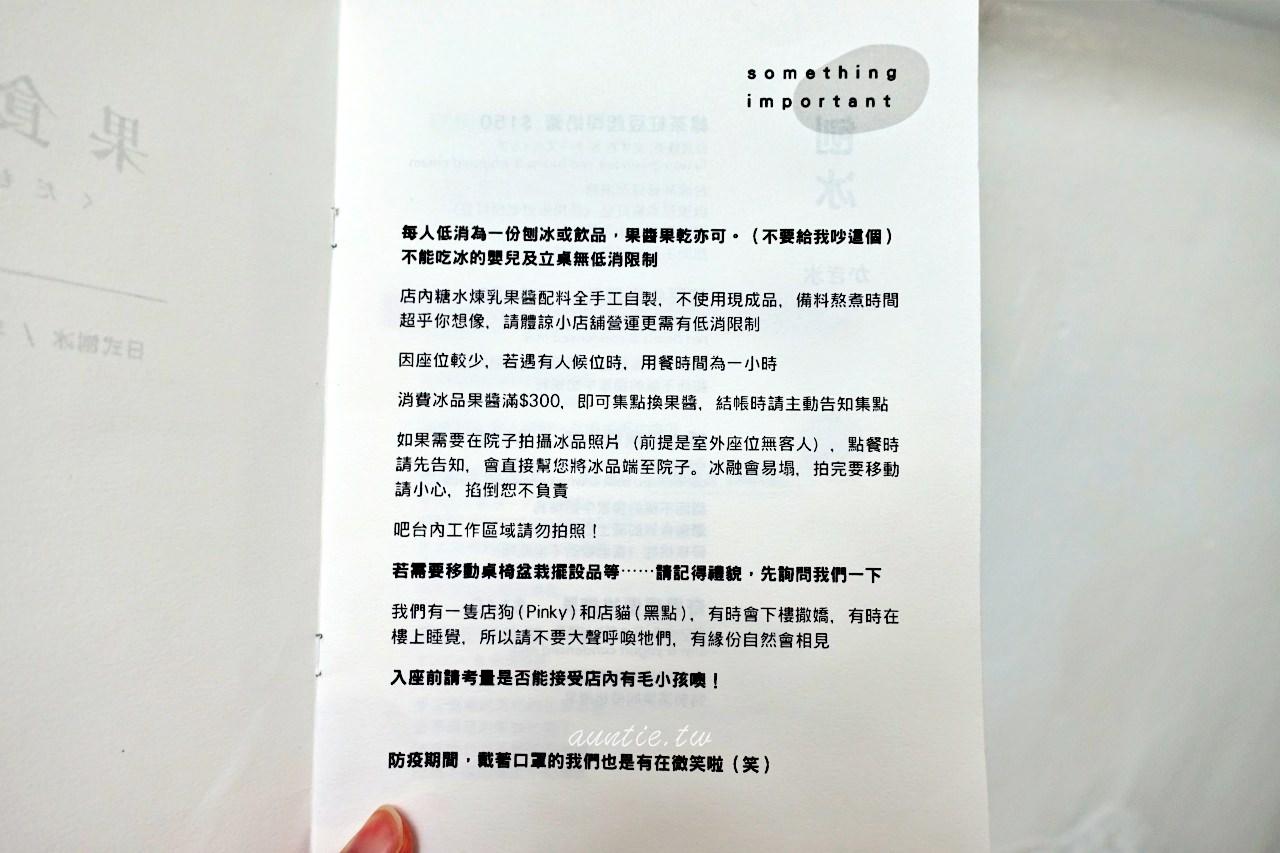 something
important
每人低消為一份刨冰或飲品，果醬果乾亦可。（不要給我吵這個）
不能吃冰的嬰兒及立桌無低消限制
店內糖水煉乳果醬配料全手工自製，不使用現成品，備料熬煮時間
超乎你想像，請體諒小店舖營運更需有低消限制
因座位較少，若遇有人候位時，用餐時間為一小時
消費冰品果醬滿$300，即可集點換果醬，結帳時請主動告知集點
如果需要在院子拍攝冰品照片（前提是室外座位無客人），點餐時
請先告知，會直接幫您將冰品端至院子。冰融會易塌，拍完要移動
請小心，掐倒恕不負責
吧台內工作區域請勿拍照！
若需要移動桌椅盆栽擺設品等⋯⋯請記得禮貌，先詢問我們一下
我們有一隻店狗(Pinky)和店貓(黑點)，有時會下樓撒嬌，有時在
樓上睡覺，所以請不要大聲呼喚牠們，有緣份自然會相見
入座前請考量是否能接受店內有毛小孩噢！
auntie.tw
防疫期間，戴著口罩的我們也是有在微笑啦（笑）
果食
くだも
日式刨冰 /
刨冰
かき氷